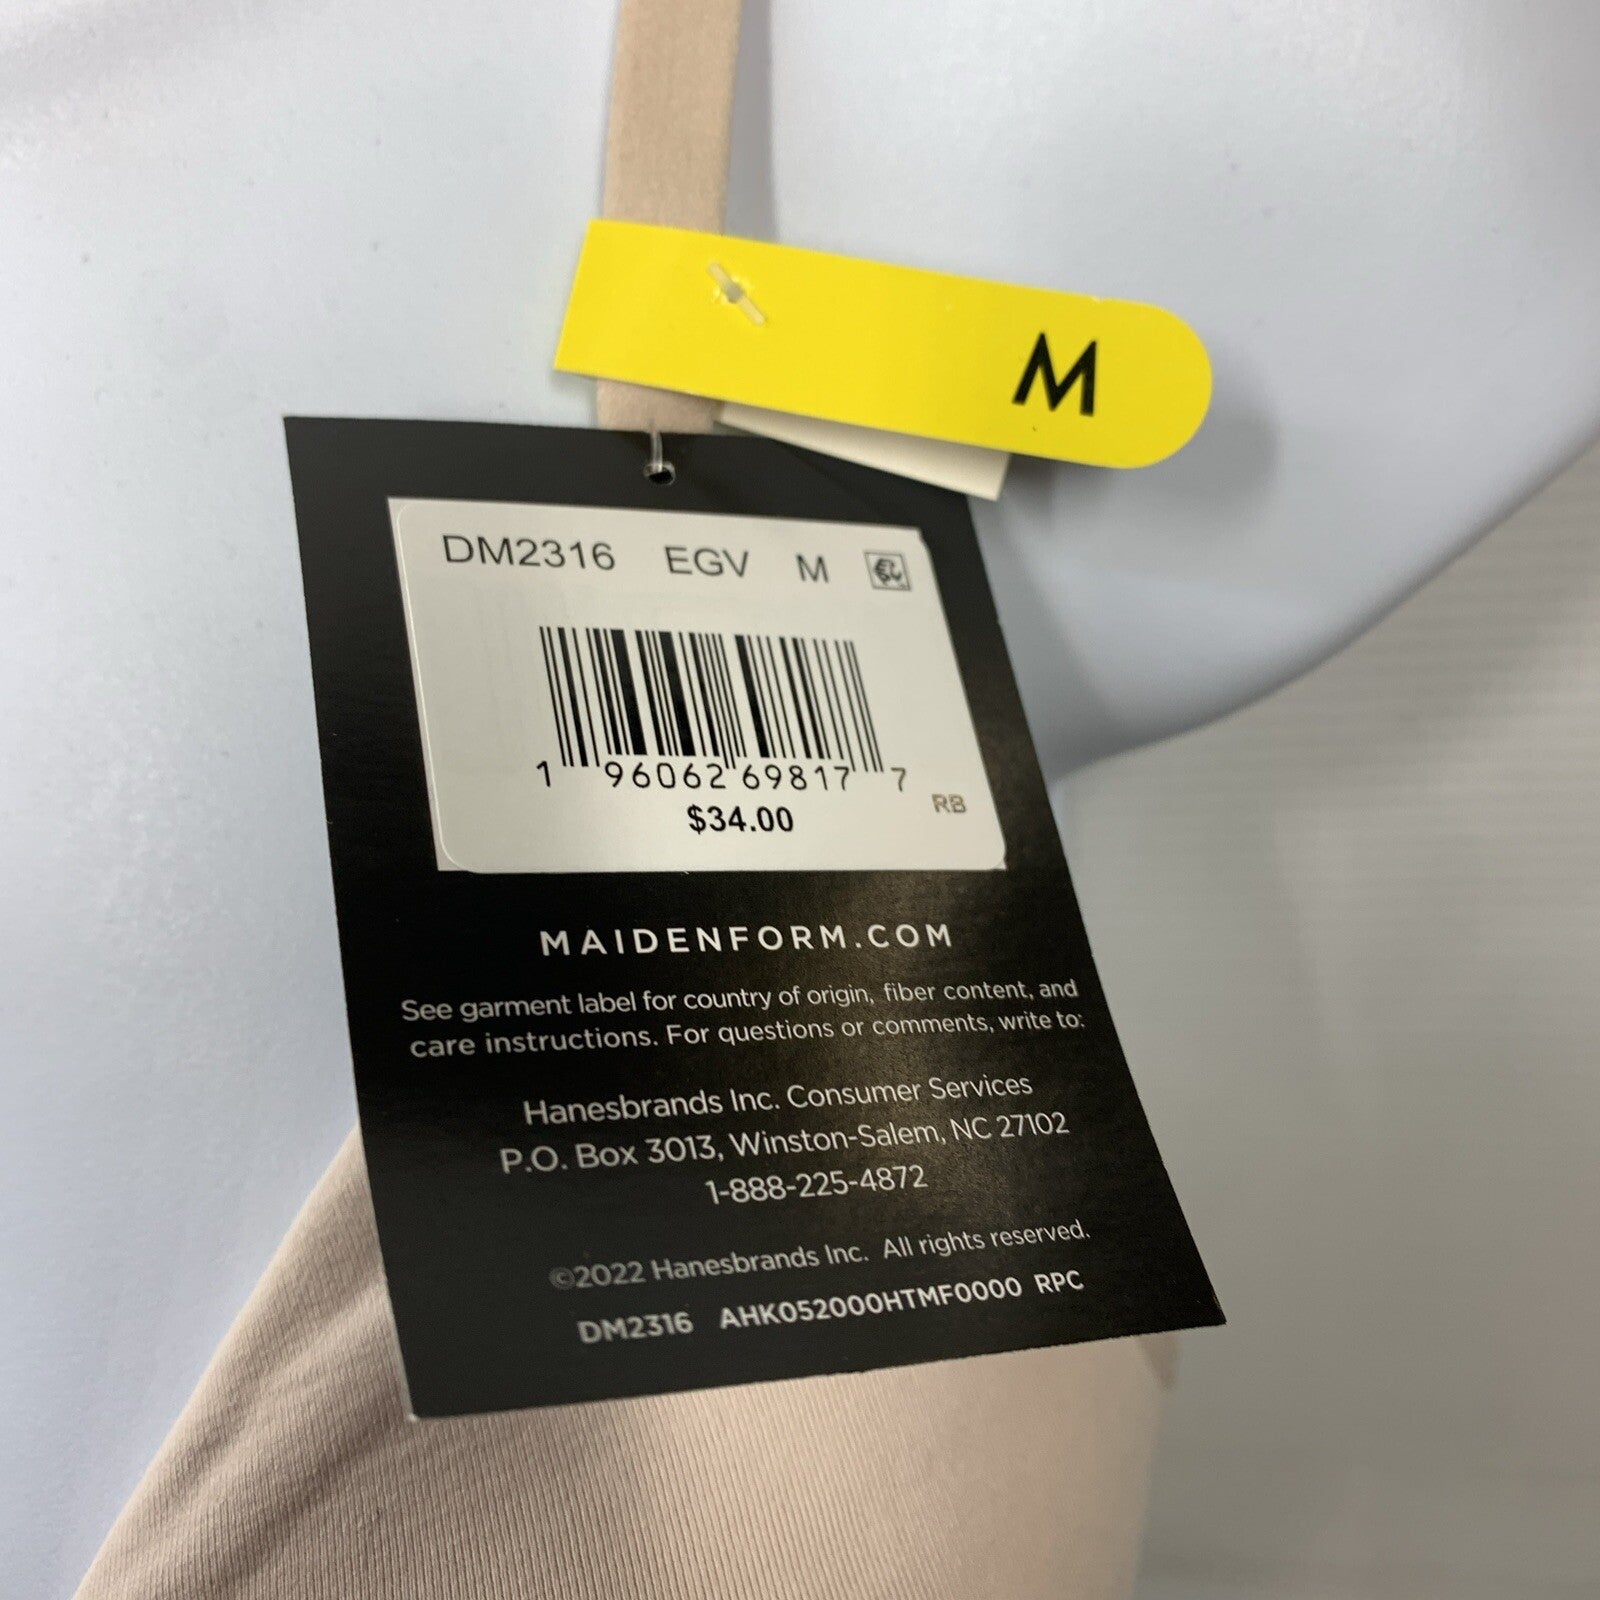 M
DM2316 EGV M
1 96062 69817 7
RB
$34.00
MAIDENFORM.COM
See garment label for country of origin, fiber content, and
care instructions. For questions or comments, write to:
Hanesbrands Inc. Consumer Services
P.O. Box 3013, Winston-Salem, NC 27102
1-888-225-4872
©2022 Hanesbrands Inc. All rights reserved.
DM2316 AHK052000HTMF0000 RPC